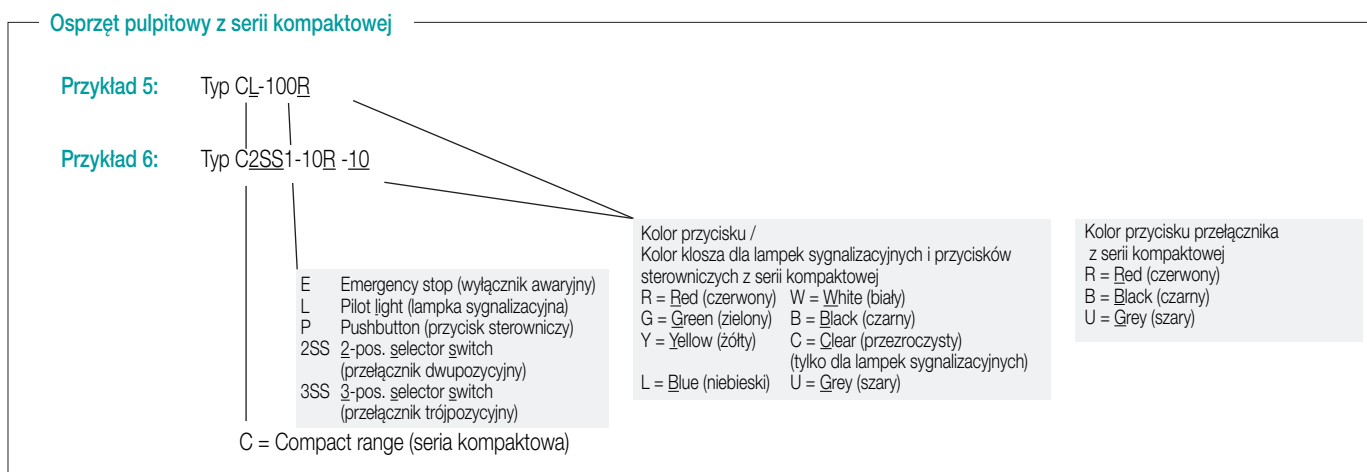 Osprzęt pulpitowy z serii kompaktowej
Przykład 5: Typ CL-100R
Przykład 6: Typ C2SS1-10R -10
E Emergency stop (wyłącznik awaryjny)
L Pilot light (lampka sygnalizacyjna)
P Pushbutton (przycisk sterowniczy)
2SS 2-pos. selector switch
(przełącznik dwupozycyjny)
3SS 3-pos. selector switch
(przełącznik trójpozycyjny)
C = Compact range (seria kompaktowa)
Kolor przycisku /
Kolor klosza dla lampek sygnalizacyjnych i przycisków
sterowniczych z serii kompaktowej
R = Red (czerwony) W = White (biały)
G = Green (zielony) B = Black (czarny)
Y = Yellow (żółty) C = Clear (przezroczysty)
(tylko dla lampek sygnalizacyjnych)
L = Blue (niebieski) U = Grey (szary)
Kolor przycisku przełącznika
z serii kompaktowej
R = Red (czerwony)
B = Black (czarny)
U = Grey (szary)